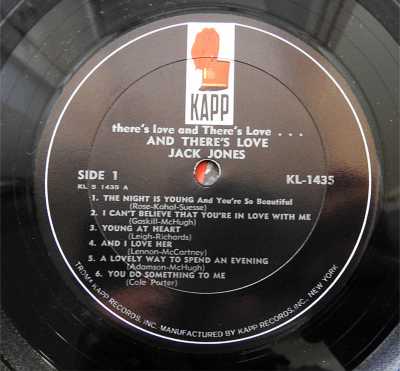 KAPP
there's love and There's Love . . .
AND THERE'S LOVE
JACK JONES
SIDE 1
KL S 1435 A
KL-1435
1. THE NIGHT IS YOUNG And You're So Beautiful
(Rose-Kahal-Suesse)
2. I CAN'T BELIEVE THAT YOU'RE IN LOVE WITH ME
(Gaskill-McHugh)
3. YOUNG AT HEART
(Leigh-Richards)
4. AND I LOVE HER
(Lennon-McCartney)
5. A LOVELY WAY TO SPEND AN EVENING
(Adamson-McHugh)
6. YOU DO SOMETHING TO ME
(Cole Porter)
TROM KAPP RECORDS, INC. MANUFACTURED BY KAPP RECORDS, INC. NEW YORK